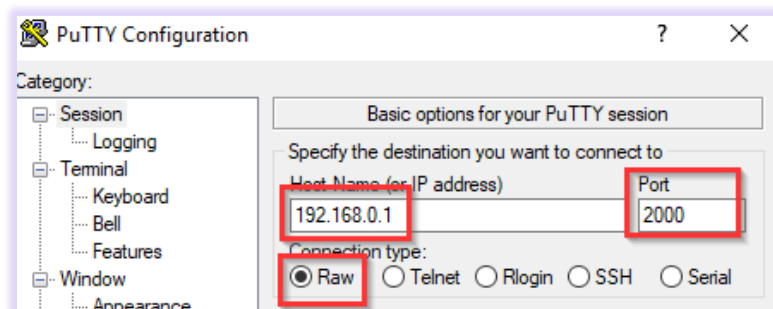 PuTTY Configuration ? X
Category:
Session
Logging
Terminal
Keyboard
Bell
Features
Window
Appearance
Basic options for your PuTTY session
Specify the destination you want to connect to
Host Name (or IP address) Port
192.168.0.1 2000
Connection type:
Raw Telnet Rlogin SSH Serial